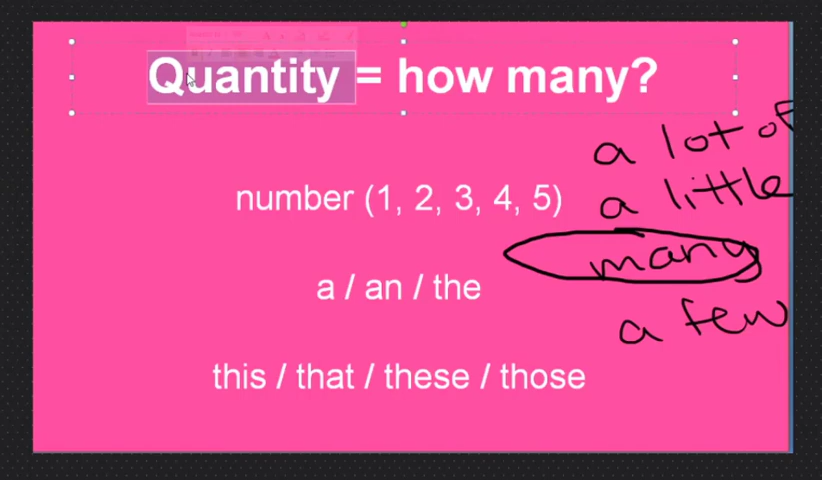 Quantity = how many?
a lot of
a little
number (1, 2, 3, 4, 5)
many
a / an / the
a few
this / that / these / those